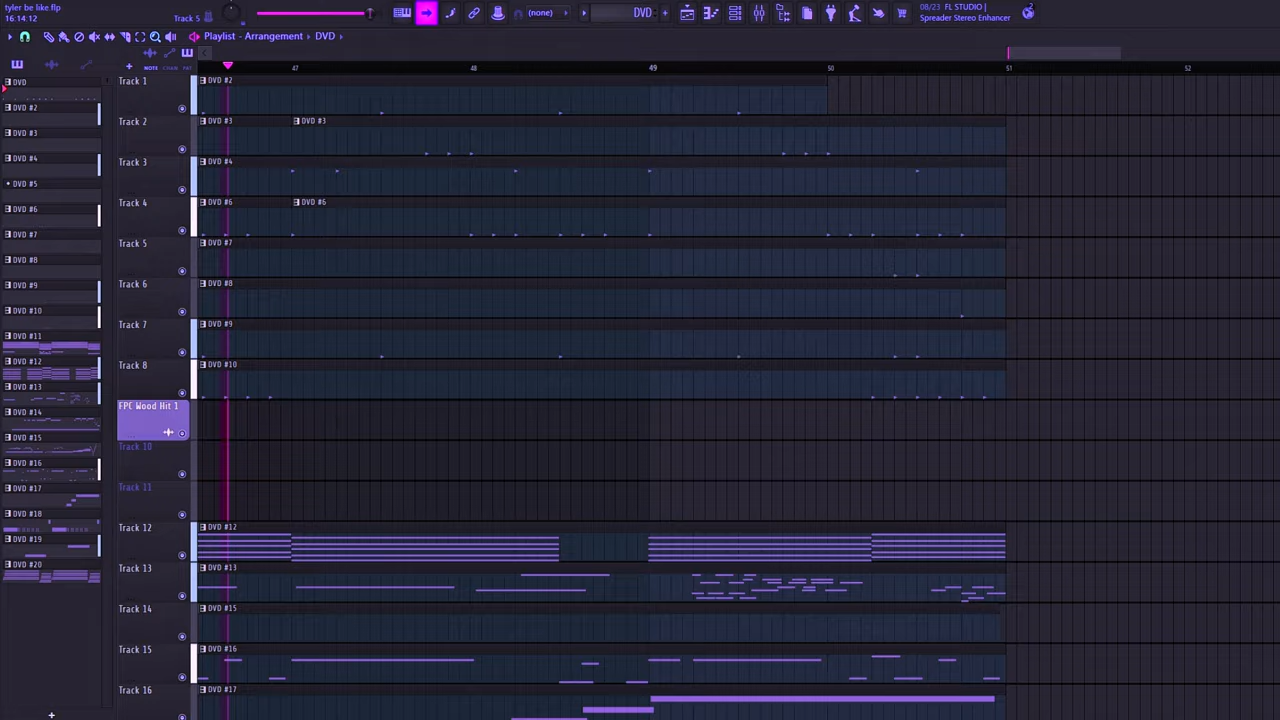 tyler be like flp
16:14:12
Track 5
(none)
DVD
08/23 FL STUDIO |
Spreader Stereo Enhancer
2
Playlist - Arrangement
DVD
NOTE CHAN PAT
47
48
49
50
51
52
DVD
DVD #2
DVD #3
DVD #4
DVD #5
DVD #6
DVD #7
DVD #8
DVD #9
DVD #10
DVD #11
DVD #12
DVD #13
DVD #14
DVD #15
DVD #16
DVD #17
DVD #18
DVD #19
DVD #20
Track 1
DVD #2
Track 2
DVD #3
DVD #3
Track 3
DVD #4
Track 4
DVD #6
DVD #6
Track 5
DVD #7
Track 6
DVD #8
Track 7
DVD #9
Track 8
DVD #10
FPC Wood Hit 1
Track 10
Track 11
Track 12
DVD #12
Track 13
DVD #13
Track 14
DVD #15
Track 15
DVD #16
Track 16
DVD #17